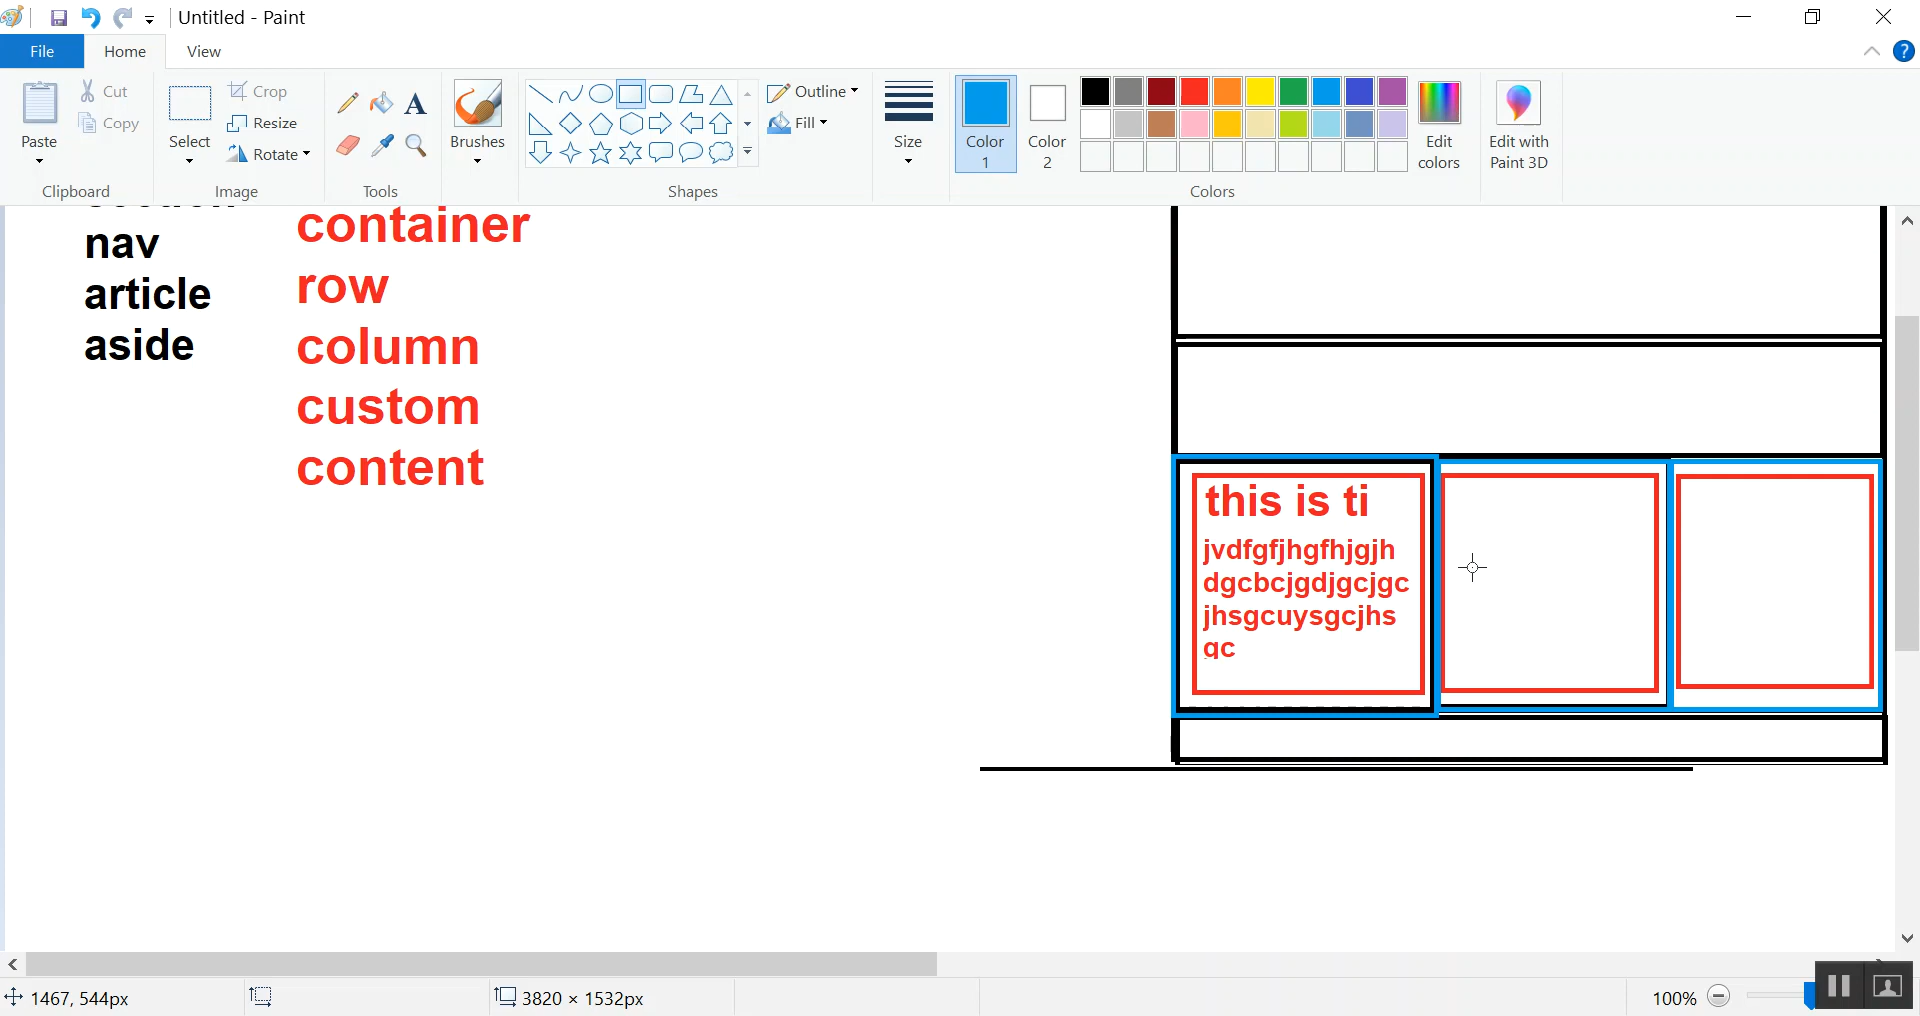 Untitled - Paint
File
Home
View
?
Paste
Cut
Copy
Clipboard
Select
Crop
Resize
Rotate
Image
A
Tools
Brushes
Shapes
Outline
Fill
Size
Color
1
Color
2
Colors
Edit
colors
Edit with
Paint 3D
nav
article
aside
container
row
column
custom
content
this is ti
jvdfgfjhgfhjgjh
dgcbcjgdjgcjgc
jhsgcuysgcjhs
gc
1467, 544px
3820 × 1532px
100%